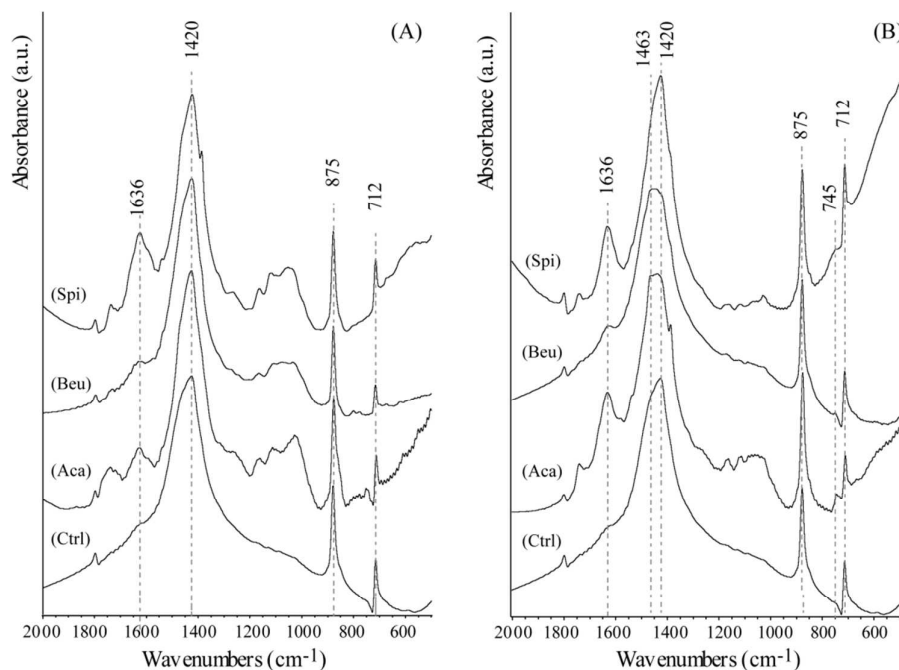 (A)
1420
1636
875
712
Absorbance (a.u.)
(Spi)
(Beu)
(Aca)
(Ctrl)
2000 1800 1600 1400 1200 1000 800 600
Wavenumbers (cm-1)
(B)
1463
1420
1636
875
745
712
Absorbance (a.u.)
(Spi)
(Beu)
(Aca)
(Ctrl)
2000 1800 1600 1400 1200 1000 800 600
Wavenumbers (cm-1)